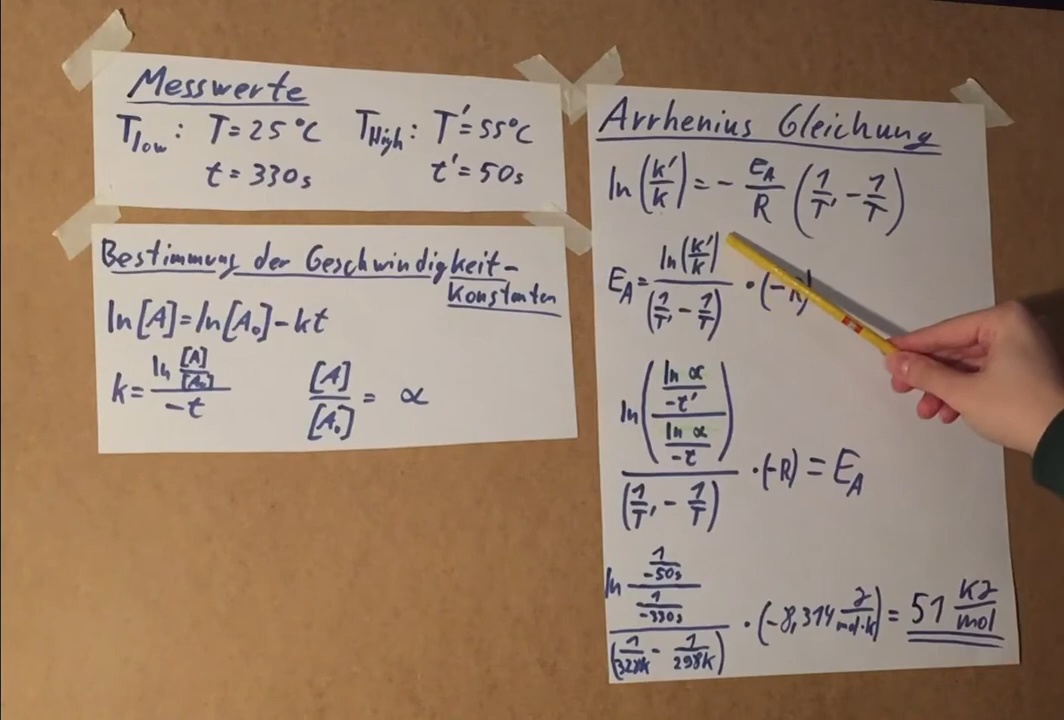 Messwerte
T_low: T=25°C T_High: T'=55°C
t=330s t'=50s
Bestimmung der Geschwindigkeit-
konstanten
ln[A]=ln[A₀]-kt
k= (ln [A]/[A₀])/(-t) [A]/[A₀] = α
Arrhenius Gleichung
ln(k'/k)=-E_A/R (1/T'-1/T)
E_A= ln(k'/k)/(1/T'-1/T) ·(-R)
ln((ln α/-t')/(ln α/-t))/(1/T'-1/T) ·(-R)=E_A
ln((1/-50s)/(1/-330s))/(1/328K-1/298K) ·(-8,314 J/mol·K)= 51 KJ/mol